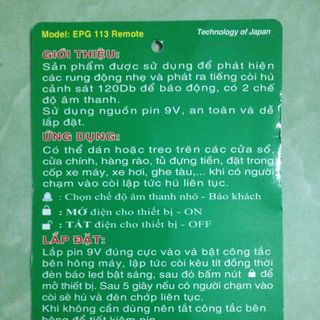 Model: EPG 113 Remote
Technology of Japan
GIỚI THIỆU:
Sản phẩm được sử dụng để phát hiện
các rung động nhẹ và phát ra tiếng còi hú
cảnh sát 120Db để báo động, có 2 chế
độ âm thanh.
Sử dụng nguồn pin 9V, an toàn và dễ
lắp đặt.
ỨNG DỤNG:
Có thể dán hoặc treo trên các cửa sổ,
cửa chính, hàng rào, tủ đựng tiền, đặt trong
cốp xe máy, xe hơi, ghe tàu,... khi có người
chạm vào còi lập tức hú liên tục.
: Chọn chế độ âm thanh nhỏ - Báo khách
: MỞ điện cho thiết bị - ON
: TẮT điện cho thiết bị - OFF
LẮP ĐẶT:
Lắp pin 9V đúng cực vào và bật công tắc
bên hông máy, lập tức còi kêu tít đồng thời
đèn báo led bật sáng, sau đó bấm nút để
mở thiết bị. Sau 5 giây nếu có người chạm vào
còi sẽ hú và đèn chớp liên tục.
Khi không cần dùng nên tắt công tắc bên
hông để tiết kiệm pin